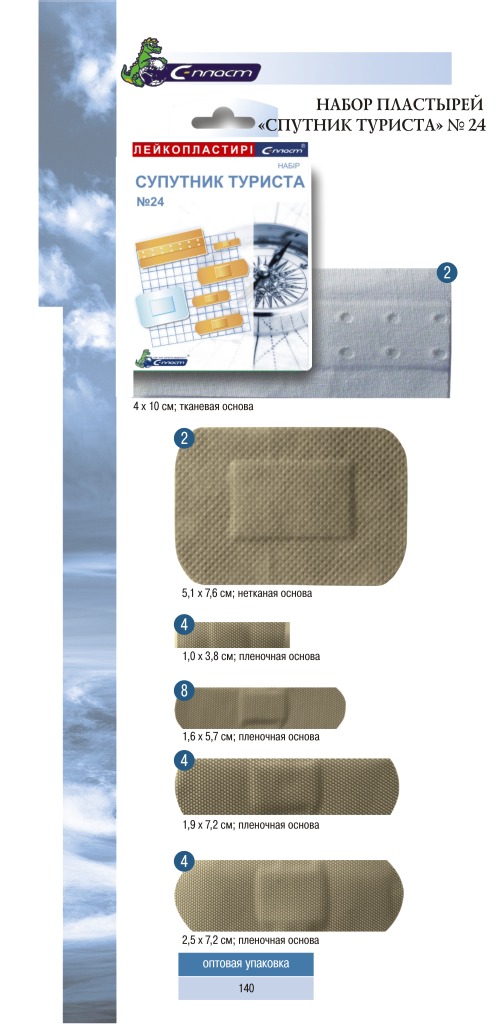 С-пласт
НАБОР ПЛАСТЫРЕЙ
«СПУТНИК ТУРИСТА» № 24
ЛЕЙКОПЛАСТИРІ С-пласт
НАБІР
СУПУТНИК ТУРИСТА
№24
С-пласт
2
4 х 10 см; тканевая основа
2
5,1 х 7,6 см; нетканая основа
4
1,0 х 3,8 см; пленочная основа
8
1,6 х 5,7 см; пленочная основа
4
1,9 х 7,2 см; пленочная основа
4
2,5 х 7,2 см; пленочная основа
оптовая упаковка
140